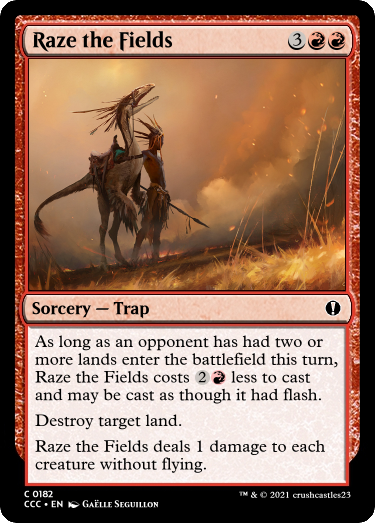 Raze the Fields 3
Sorcery — Trap
As long as an opponent has had two or
more lands enter the battlefield this turn,
Raze the Fields costs 2 less to cast
and may be cast as though it had flash.
Destroy target land.
Raze the Fields deals 1 damage to each
creature without flying.
C 0182
CCC • EN GAËLLE SEGUILLON
™ & © 2021 crushcastles23